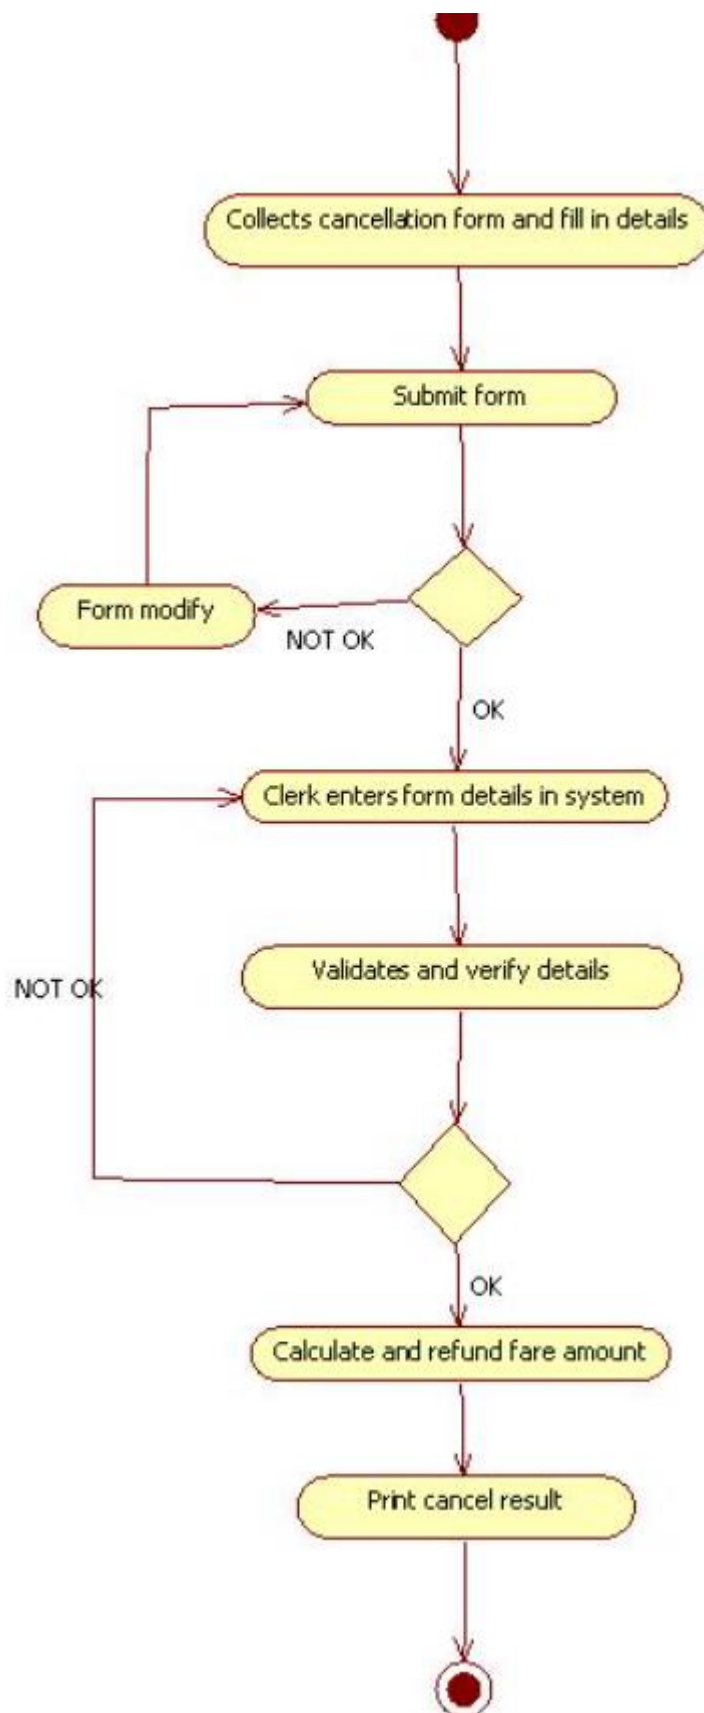 Collects cancellation form and fill in details
Submit form
Form modify
NOT OK
OK
Clerk enters form details in system
Validates and verify details
NOT OK
OK
Calculate and refund fare amount
Print cancel result